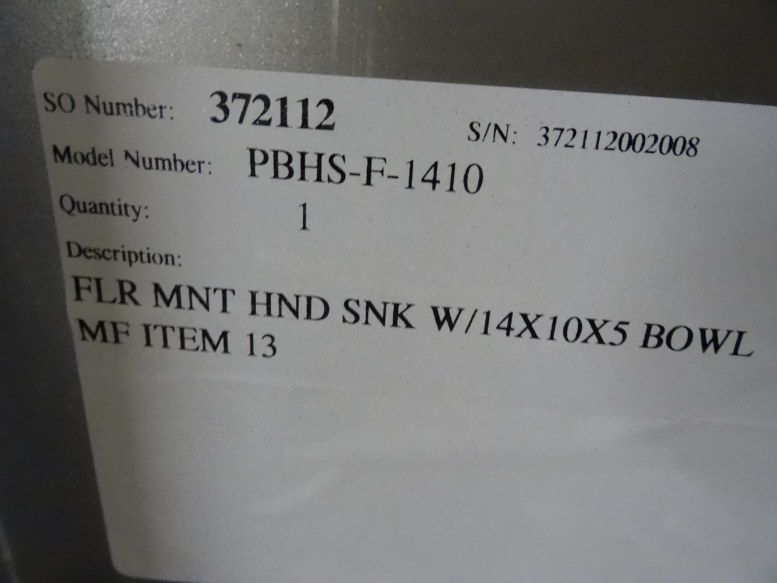 SO Number: 372112 S/N: 372112002008
Model Number: PBHS-F-1410
Quantity: 1
Description:
FLR MNT HND SNK W/14X10X5 BOWL
MF ITEM 13